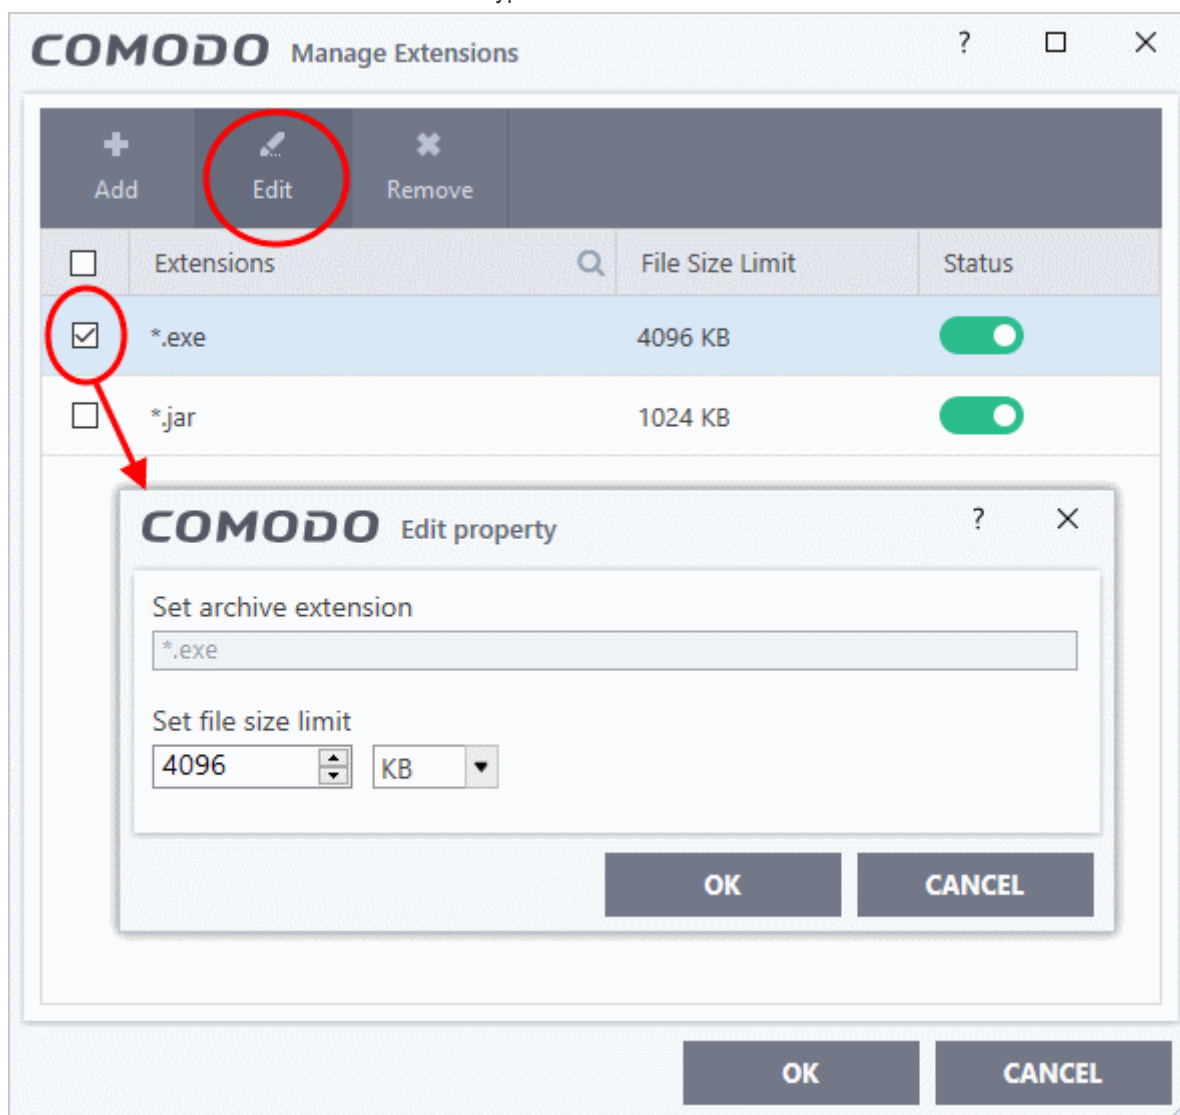 COMODO Manage Extensions ?
Add Edit Remove
Extensions File Size Limit Status
*.exe 4096 KB
*.jar 1024 KB
COMODO Edit property ?
Set archive extension
*.exe
Set file size limit
4096 KB
OK CANCEL
OK CANCEL